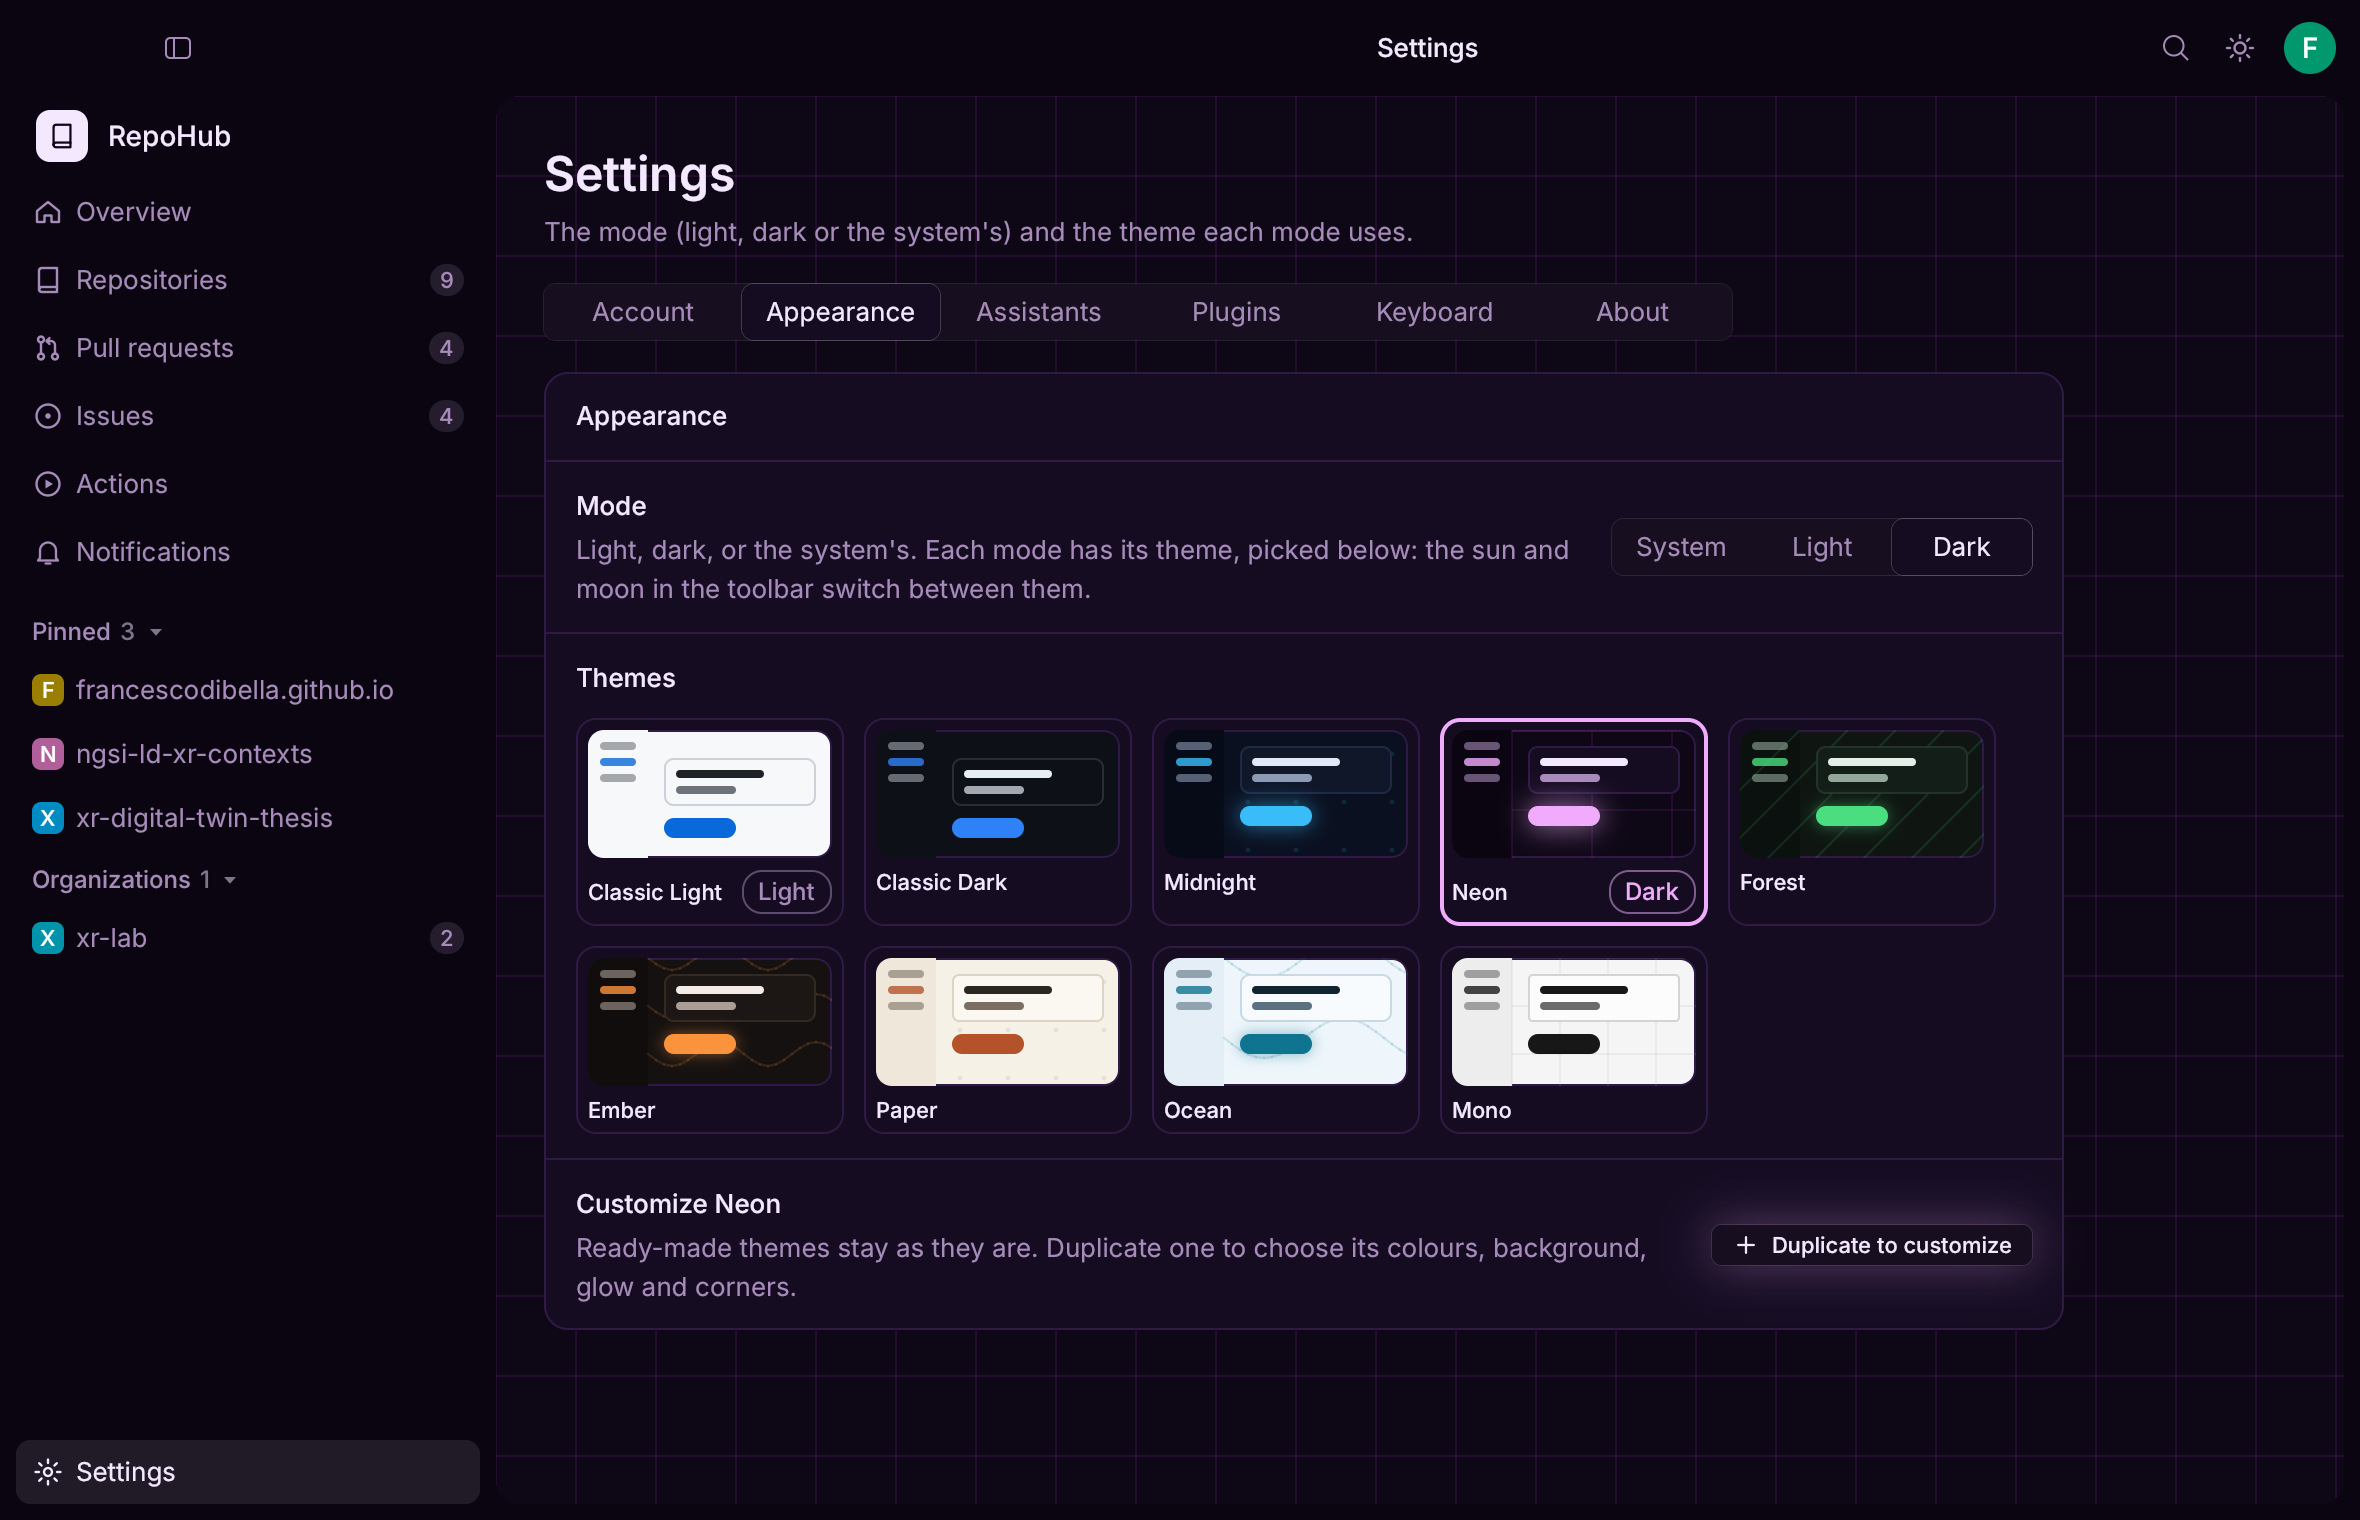 Settings
F
RepoHub
Overview
Repositories 9
Pull requests 4
Issues 4
Actions
Notifications
Pinned 3
F francescodibella.github.io
N ngsi-ld-xr-contexts
X xr-digital-twin-thesis
Organizations 1
X xr-lab 2
Settings
Settings
The mode (light, dark or the system's) and the theme each mode uses.
Account Appearance Assistants Plugins Keyboard About
Appearance
Mode
Light, dark, or the system's. Each mode has its theme, picked below: the sun and
moon in the toolbar switch between them.
System Light Dark
Themes
Classic Light Light
Classic Dark
Midnight
Neon Dark
Forest
Ember
Paper
Ocean
Mono
Customize Neon
Ready-made themes stay as they are. Duplicate one to choose its colours, background,
glow and corners.
Duplicate to customize